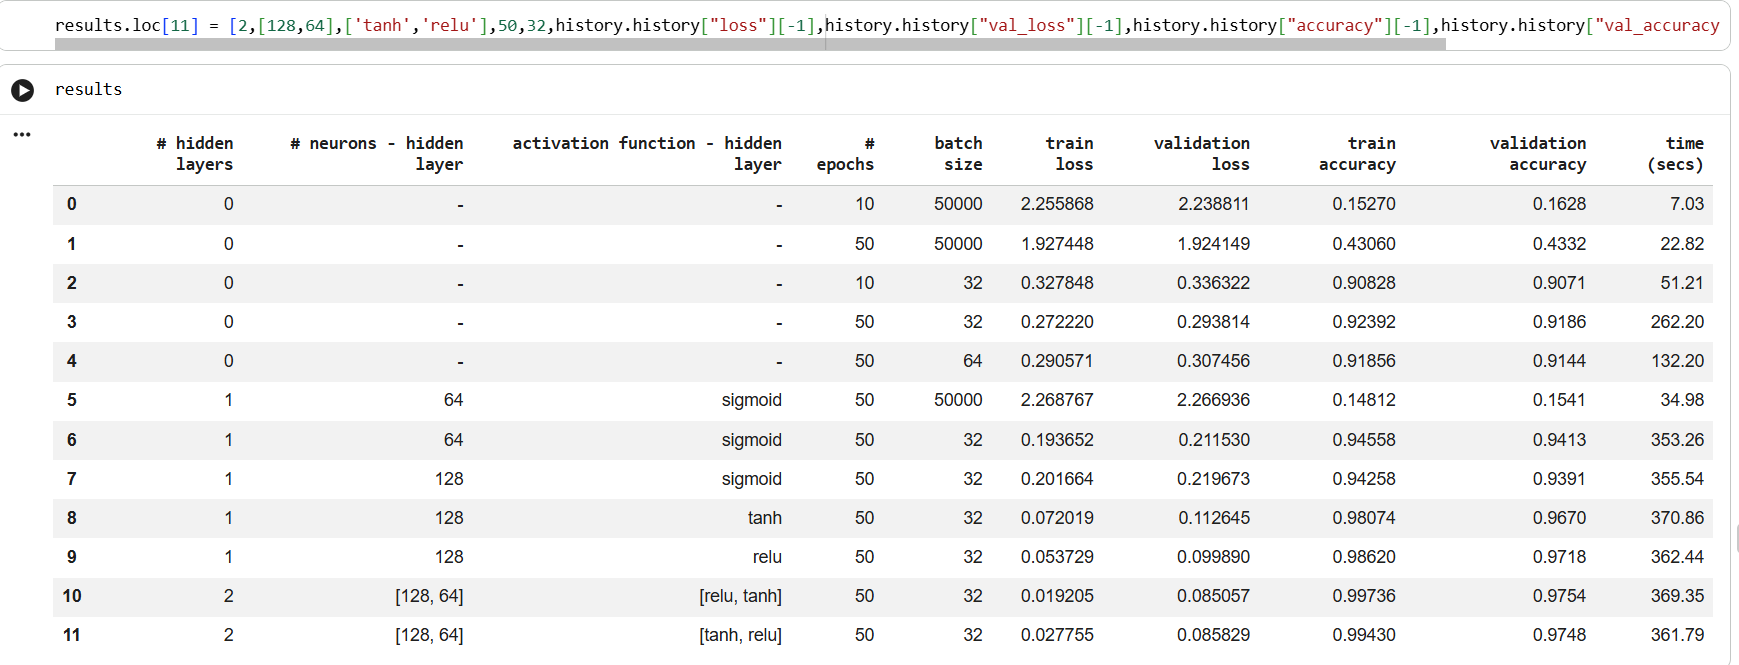 results.loc[11] = [2,[128,64],['tanh','relu'],50,32,history.history["loss"][-1],history.history["val_loss"][-1],history.history["accuracy"][-1],history.history["val_accuracy
results
# hidden layers # neurons - hidden layer activation function - hidden layer # epochs batch size train loss validation loss train accuracy validation accuracy time (secs)
0 0 - - 10 50000 2.255868 2.238811 0.15270 0.1628 7.03
1 0 - - 50 50000 1.927448 1.924149 0.43060 0.4332 22.82
2 0 - - 10 32 0.327848 0.336322 0.90828 0.9071 51.21
3 0 - - 50 32 0.272220 0.293814 0.92392 0.9186 262.20
4 0 - - 50 64 0.290571 0.307456 0.91856 0.9144 132.20
5 1 64 sigmoid 50 50000 2.268767 2.266936 0.14812 0.1541 34.98
6 1 64 sigmoid 50 32 0.193652 0.211530 0.94558 0.9413 353.26
7 1 128 sigmoid 50 32 0.201664 0.219673 0.94258 0.9391 355.54
8 1 128 tanh 50 32 0.072019 0.112645 0.98074 0.9670 370.86
9 1 128 relu 50 32 0.053729 0.099890 0.98620 0.9718 362.44
10 2 [128, 64] [relu, tanh] 50 32 0.019205 0.085057 0.99736 0.9754 369.35
11 2 [128, 64] [tanh, relu] 50 32 0.027755 0.085829 0.99430 0.9748 361.79